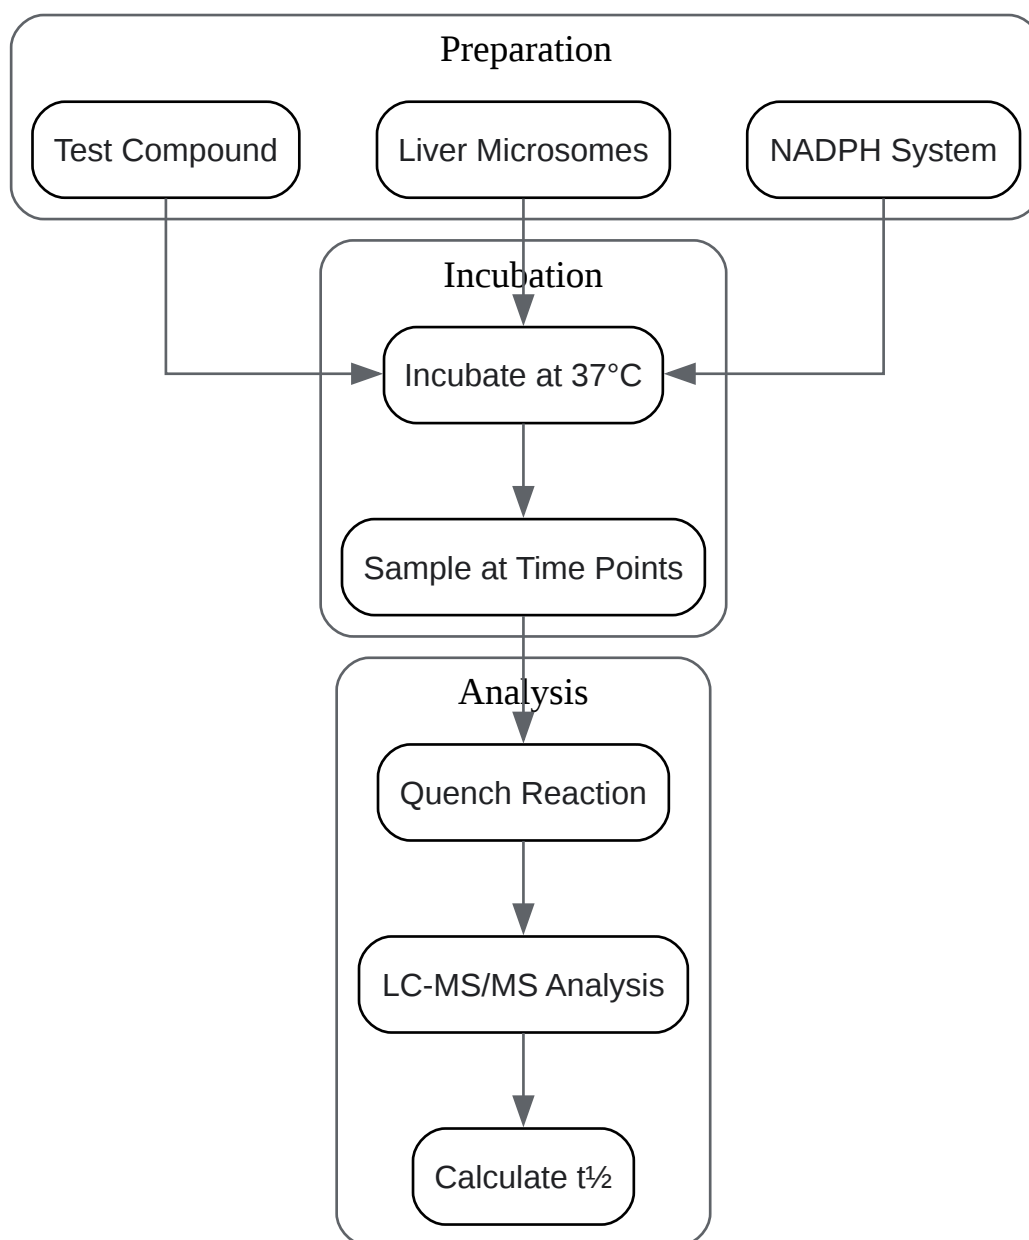 Preparation
Test Compound
Liver Microsomes
NADPH System
Incubation
Incubate at 37°C
Sample at Time Points
Analysis
Quench Reaction
LC-MS/MS Analysis
Calculate t½